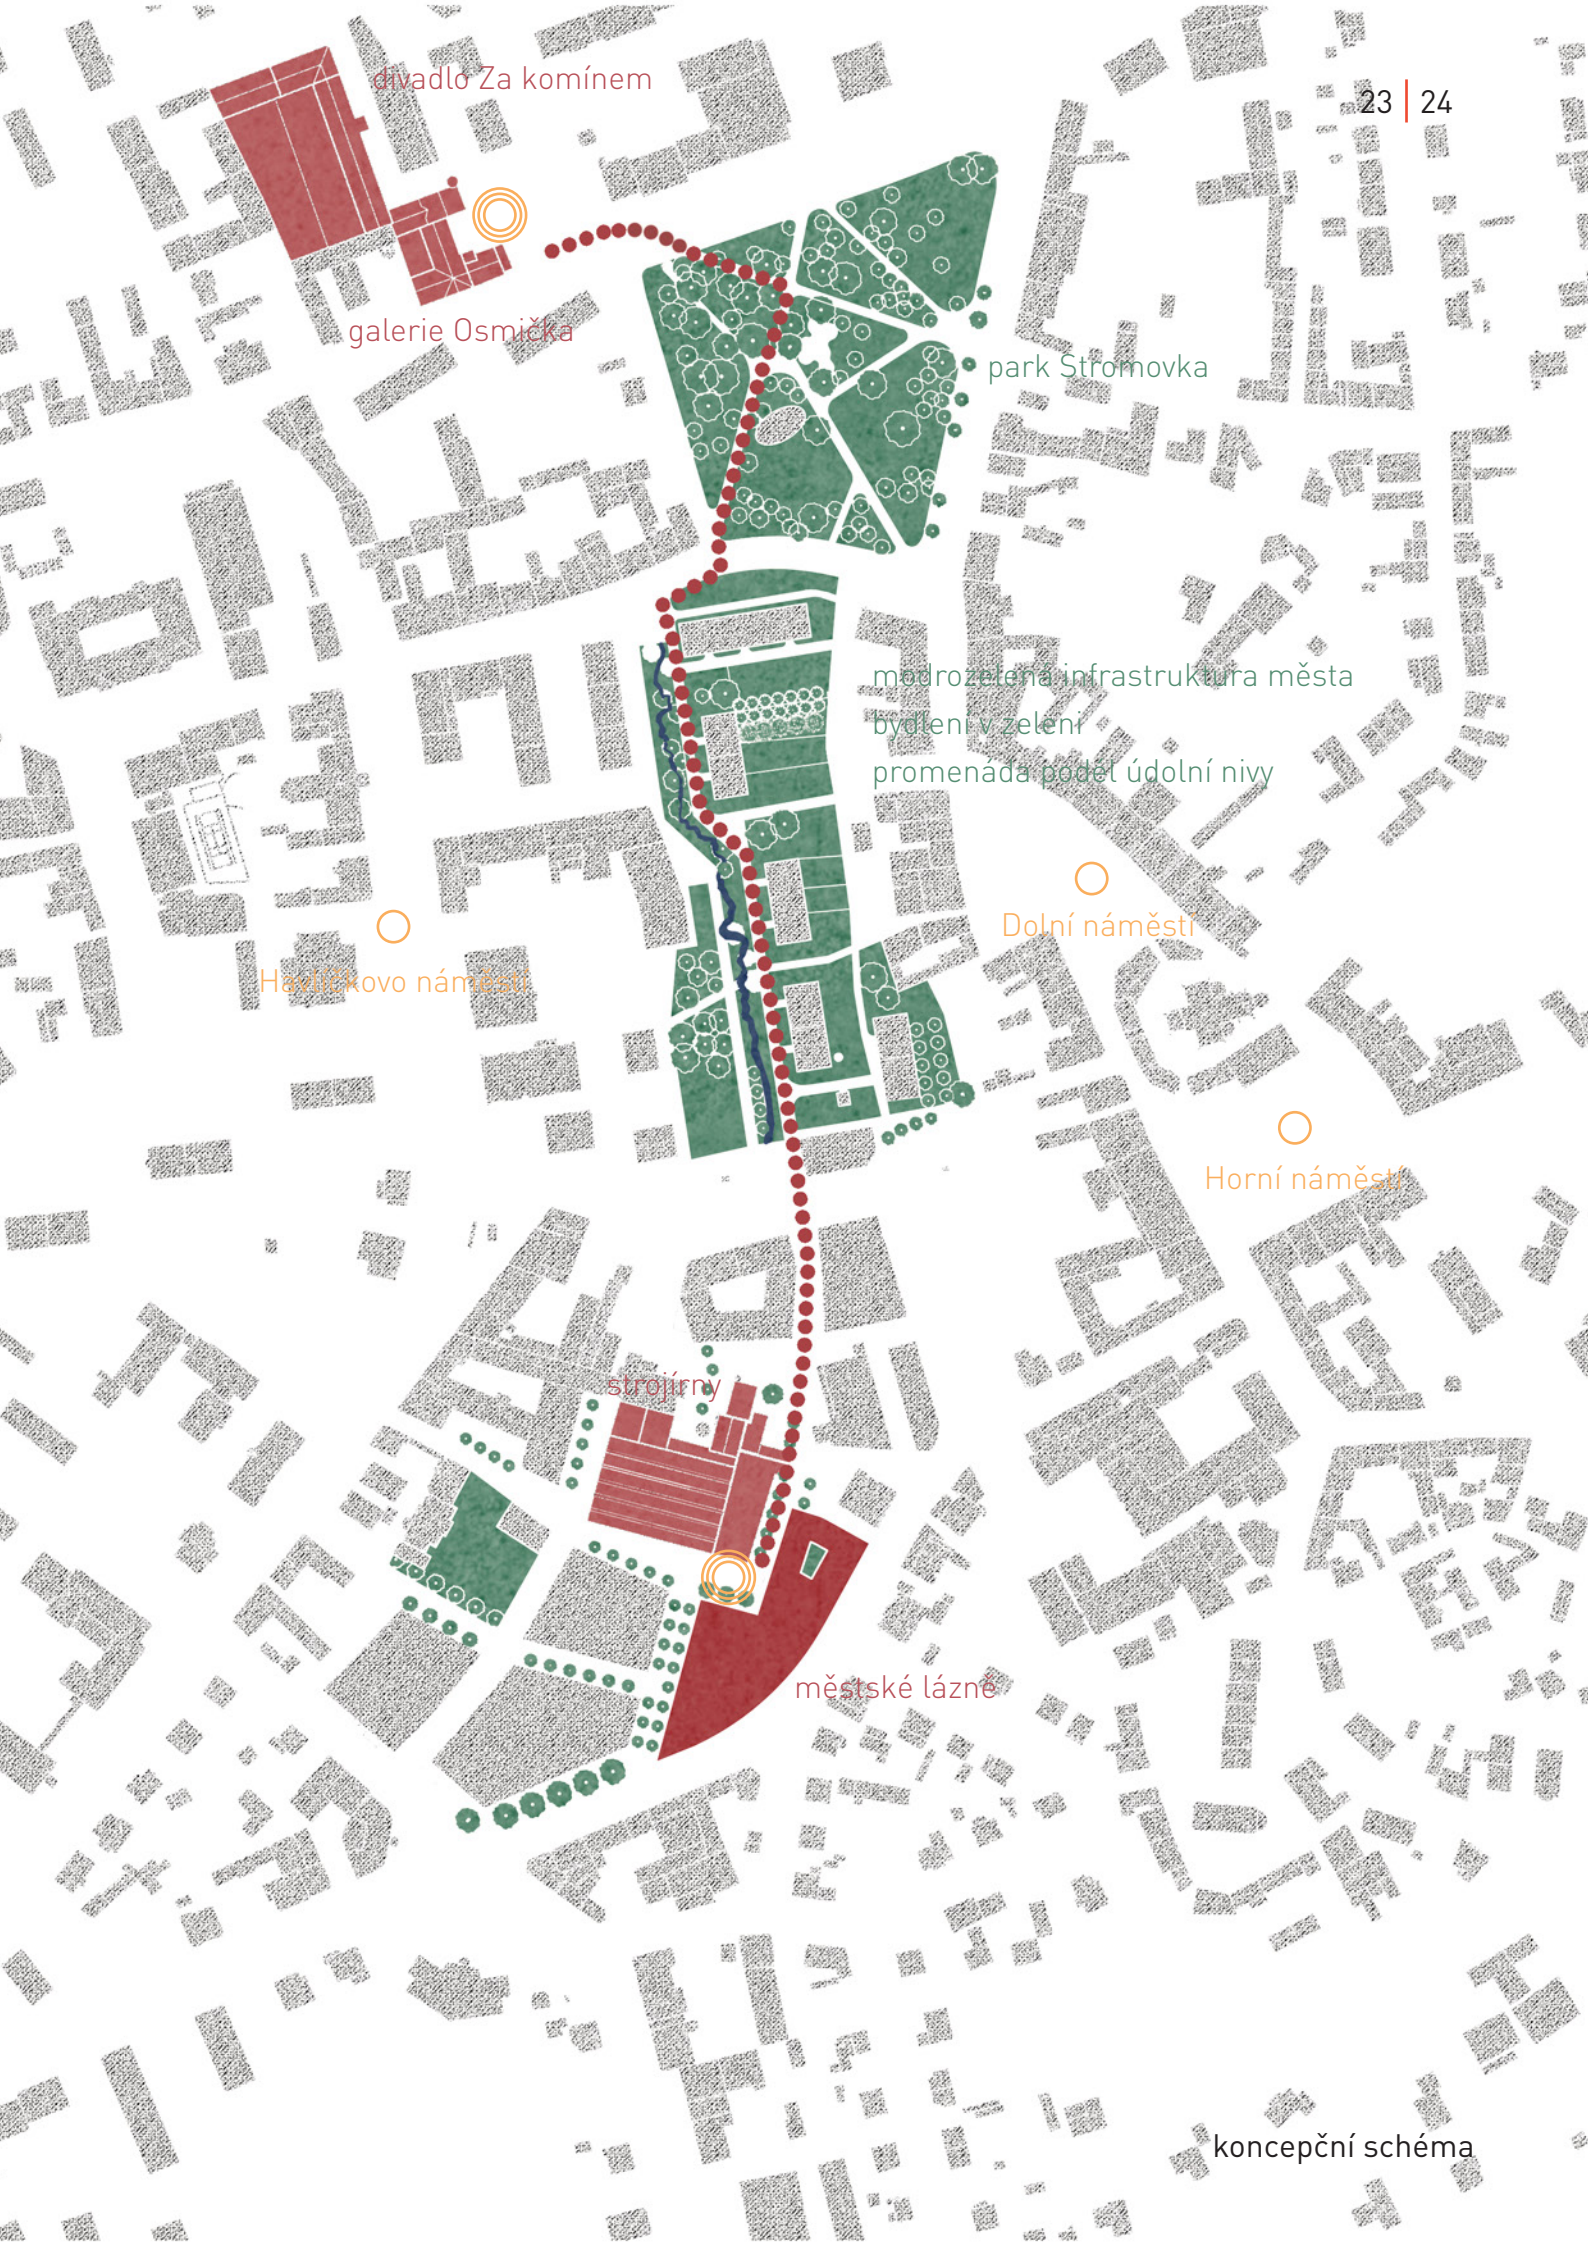 divadlo Za komínem
23 | 24
galerie Osmička
park Stromovka
modrozelená infrastruktura města
bydlení v zeleni
promenáda podél údolní nivy
Dolní náměstí
Havlíčkovo náměstí
Horní náměstí
strojírny
městské lázně
koncepční schéma